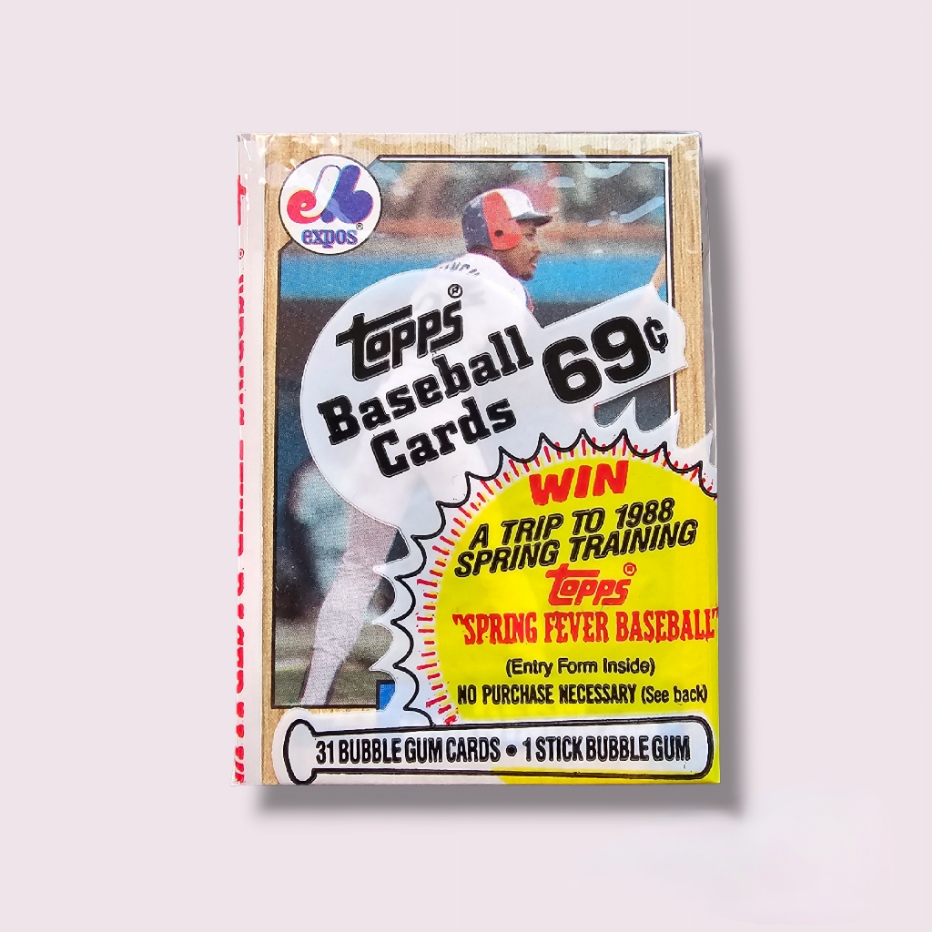 expos®
topps®
Baseball
Cards
69¢
WIN
A TRIP TO 1988
SPRING TRAINING
topps®
"SPRING FEVER BASEBALL"
(Entry Form Inside)
NO PURCHASE NECESSARY (See back)
31 BUBBLE GUM CARDS • 1 STICK BUBBLE GUM